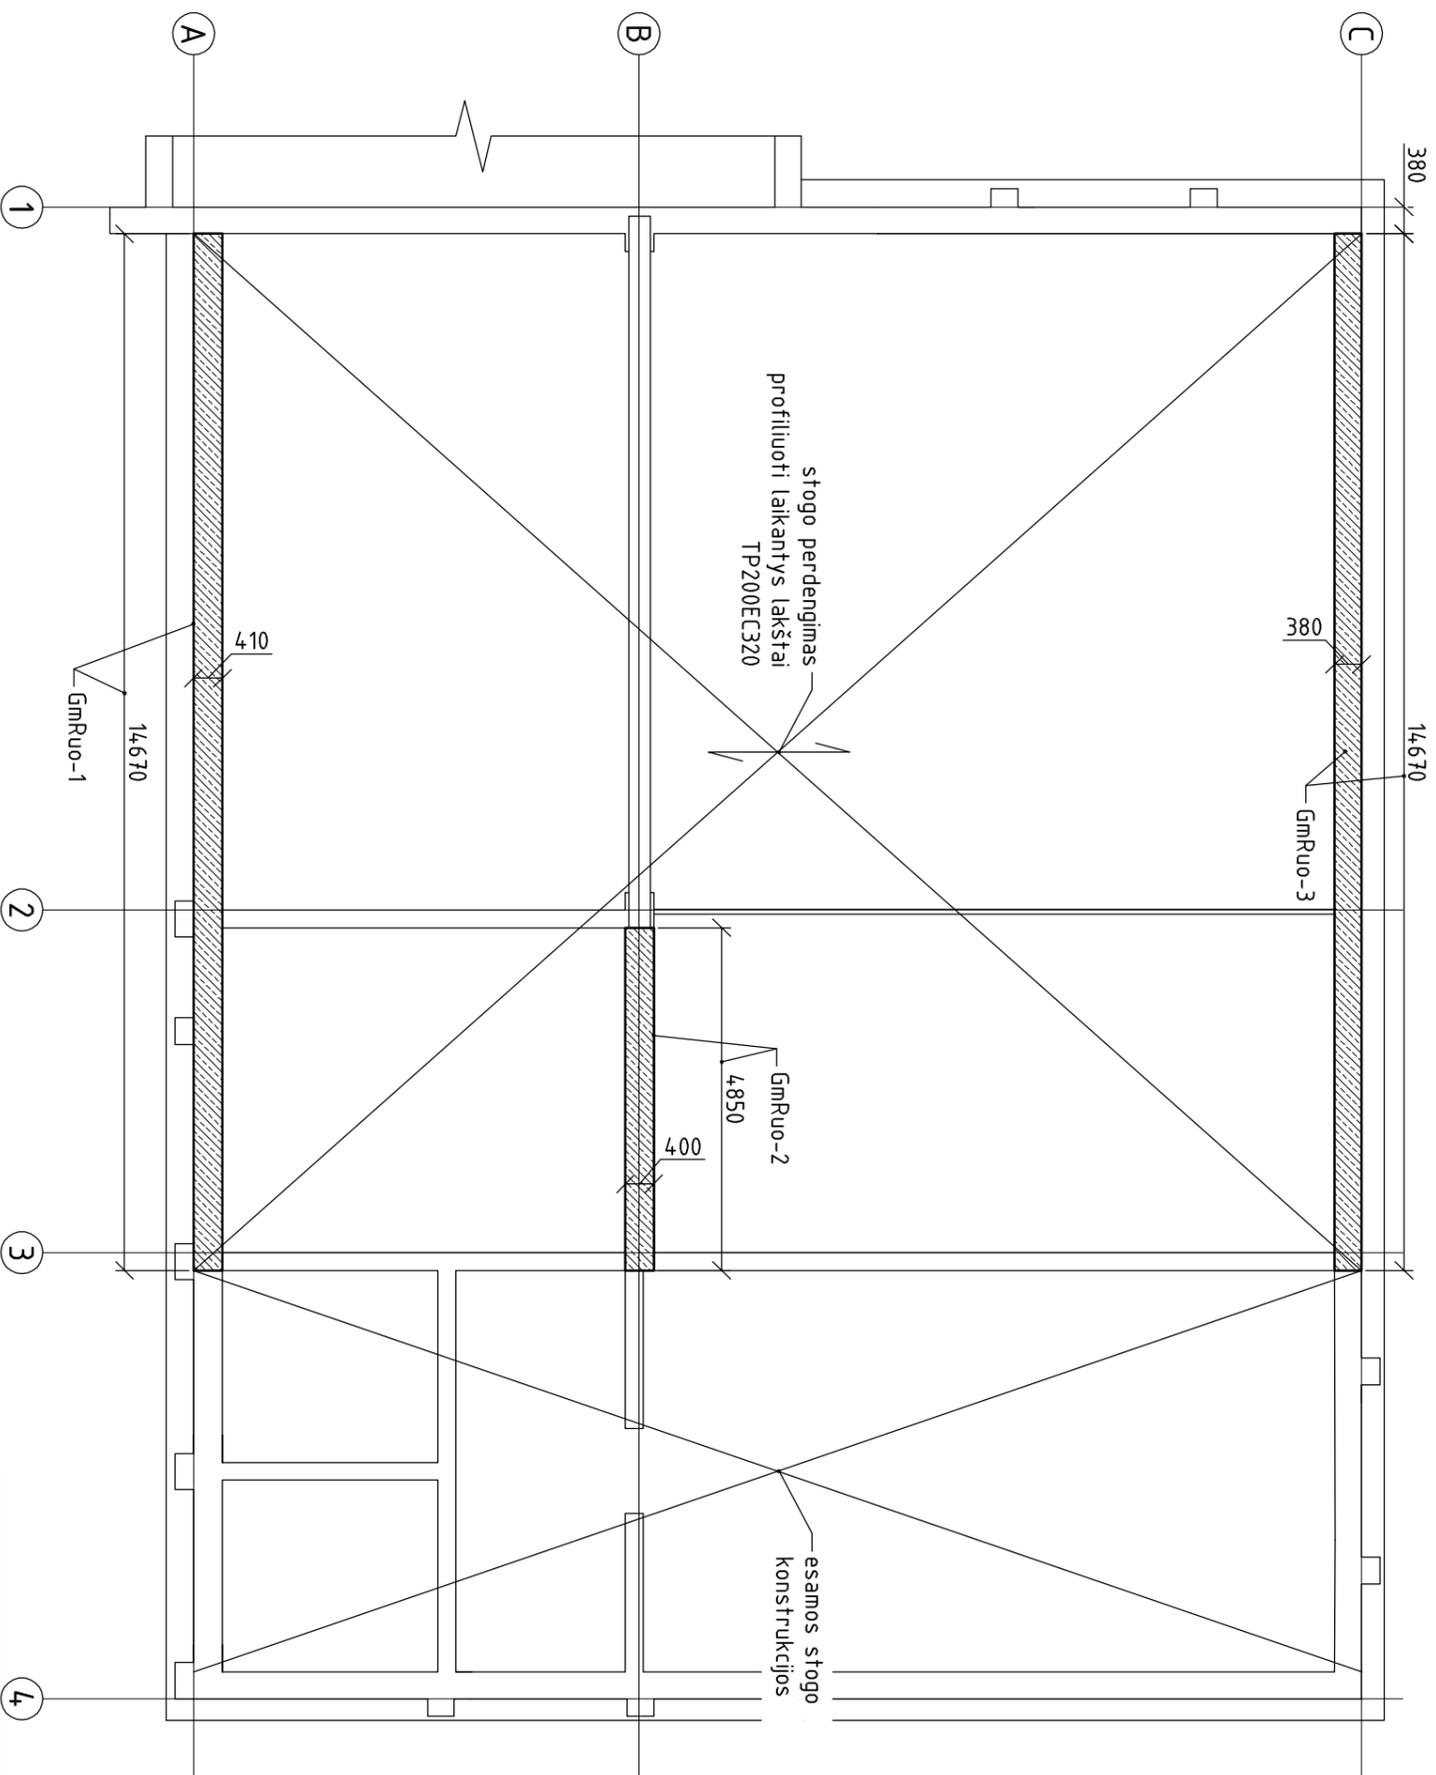 A
B
C
380
1
14670
GmRuo-1
410
stogo perdengimas
profiliuoti laikantys lakštai
TP200EC320
380
14670
GmRuo-3
2
4850
GmRuo-2
400
3
esamos stogo
konstrukcijos
4